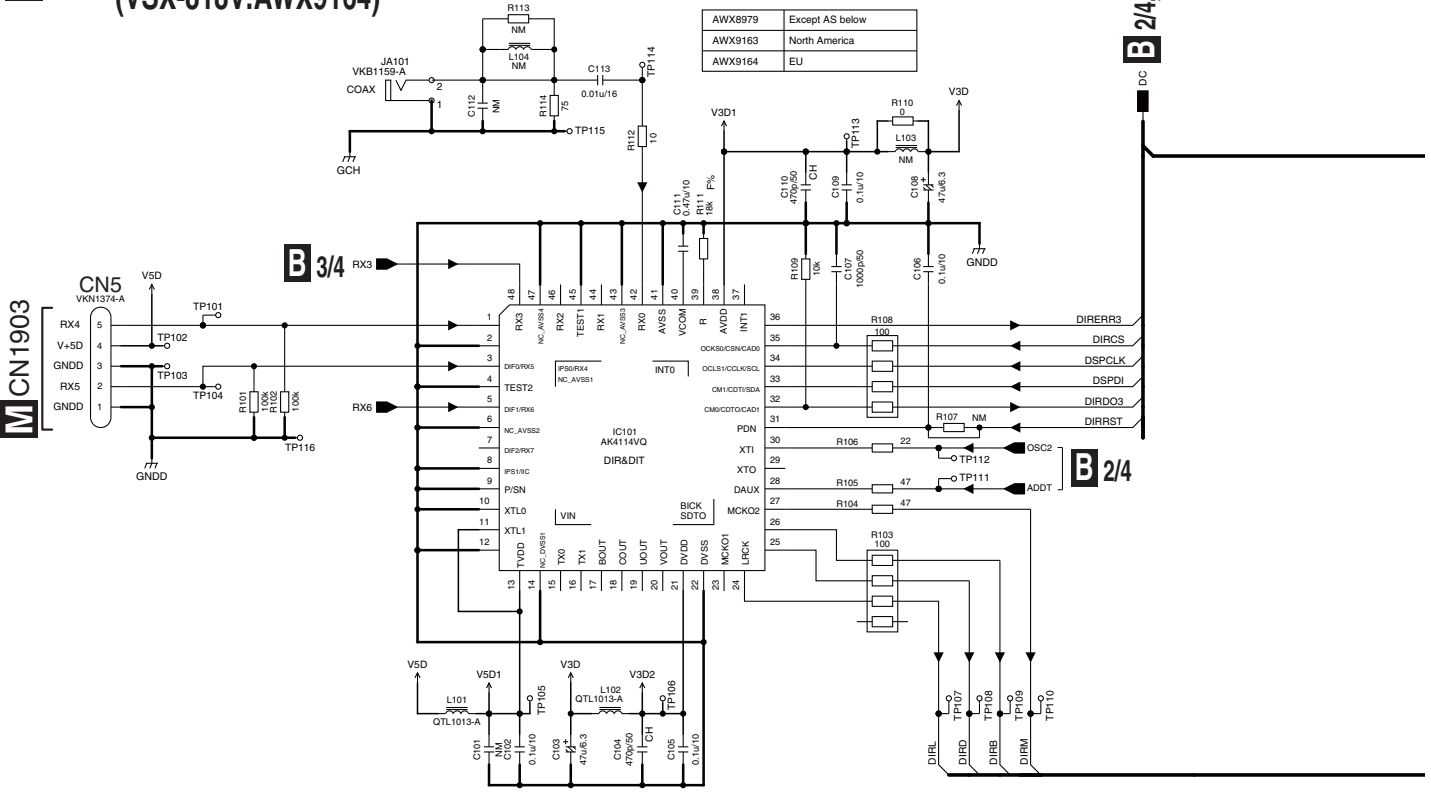 (VSX-818V:AWX9164)
AWX8979 Except AS below
AWX9163 North America
AWX9164 EU
B 2/4,
DC
R113
NM
L104
NM
JA101
VKB1159-A
COAX
2
1
C112
NM
R114
75
C113
0.01u/16
TP114
TP115
GCH
R112
10
V3D1
TP113
R110
0
L103
NM
V3D
C111
0.47u/10
R111
18k
F%
C110
470p/50
CH
C109
0.1u/10
C108
+
47u/6.3
R109
10k
C107
1000p/50
C106
0.1u/10
GNDD
B 3/4
RX3
M CN1903
CN5
VKN1374-A
RX4 5
V+5D 4
GNDD 3
RX5 2
GNDD 1
V5D
TP101
TP102
TP103
TP104
R101
100k
R102
100k
TP116
GNDD
RX6
48 47 46 45 44 43 42 41 40 39 38 37
RX3 NC_AVSS4 RX2 TEST1 RX1 NC_AVSS3 RX0 AVSS VCOM R AVDD INT1
1
2
3 DIF0/RX5
4 TEST2
5 DIF1/RX6
6 NC_AVSS2
7 DIF2/RX7
8 IPS1/IIC
9 P/SN
10 XTL0
11 XTL1
12
IPS0/RX4
NC_AVSS1
INT0
IC101
AK4114VQ
DIR&DIT
VIN
BICK
SDTO
36
OCKS0/CSN/CAD0 35
OCLS1/CCLK/SCL 34
CM1/CDTI/SDA 33
CM0/CDTO/CAD1 32
PDN 31
XTI 30
XTO 29
DAUX 28
MCKO2 27
26
25
TVDD NC_DVSS1 TX0 TX1 BOUT COUT UOUT VOUT DVDD DVSS MCKO1 LRCK
13 14 15 16 17 18 19 20 21 22 23 24
R108
100
DIRERR3
DIRCS
DSPCLK
DSPDI
DIRDO3
DIRRST
R107 NM
R106 22
OSC2
TP112
TP111
R105 47
ADDT
B 2/4
R104 47
R103
100
V5D
L101
QTL1013-A
V5D1
TP105
C101
NM
C102
0.1u/10
V3D
L102
QTL1013-A
V3D2
TP106
C103
+
47u/6.3
C104
470p/50
CH
C105
0.1u/10
TP107
TP108
TP109
TP110
DIRL
DIRD
DIRB
DIRM